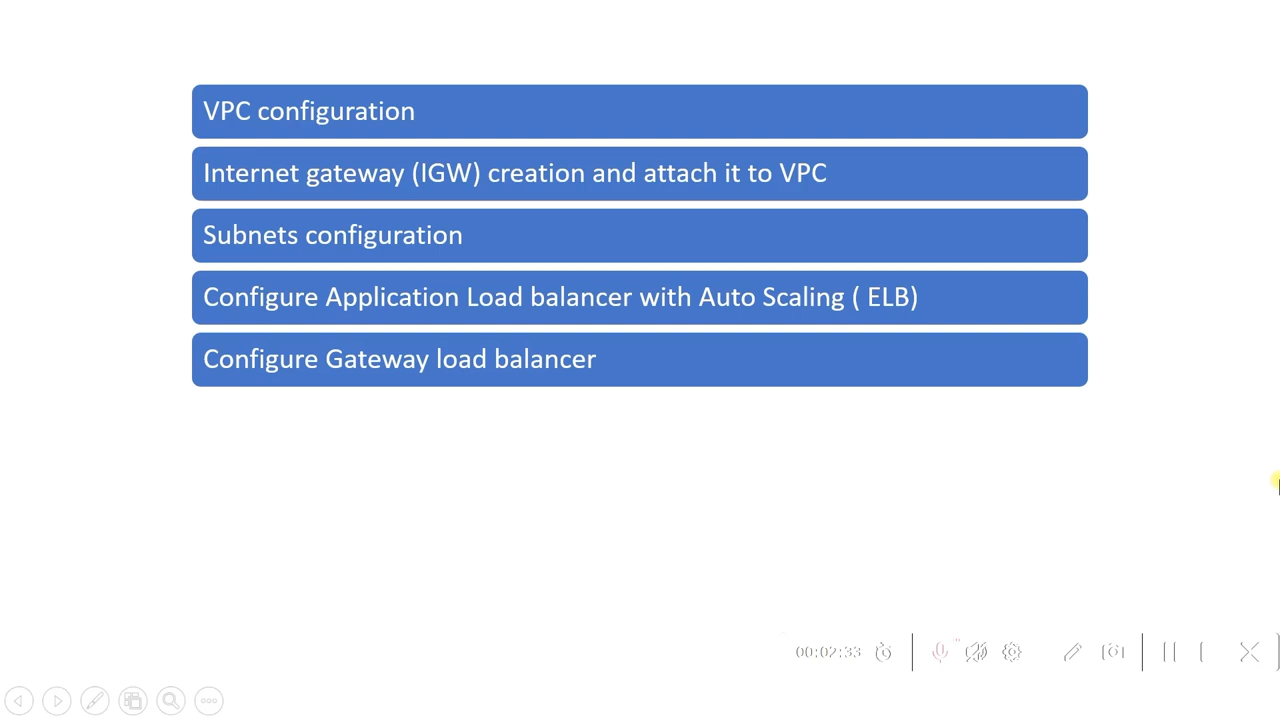 VPC configuration
Internet gateway (IGW) creation and attach it to VPC
Subnets configuration
Configure Application Load balancer with Auto Scaling ( ELB)
Configure Gateway load balancer
00:02:33